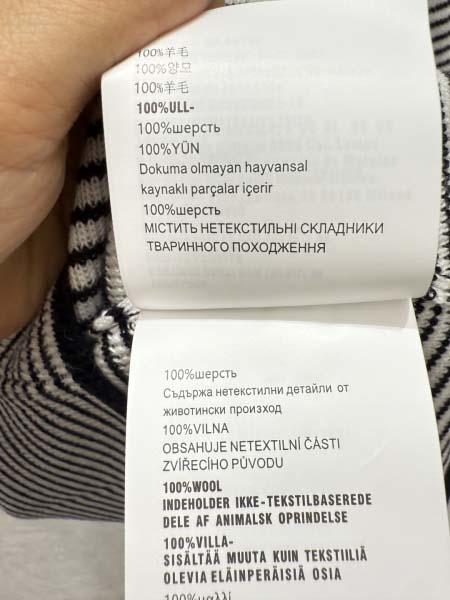 100%羊毛
100%양모
100%羊毛
100%ULL-
100%шерсть
100%YÜN
Dokuma olmayan hayvansal
kaynaklı parçalar içerir
100%шерсть
МІСТИТЬ НЕТЕКСТИЛЬНІ СКЛАДНИКИ
ТВАРИННОГО ПОХОДЖЕННЯ
100%шерсть
Съдържа нетекстилни детайли от
животински произход
100%VILNA
OBSAHUJE NETEXTILNÍ ČÁSTI
ZVÍŘECÍHO PŮVODU
100%WOOL
INDEHOLDER IKKE-TEKSTILBASEREDE
DELE AF ANIMALSK OPRINDELSE
100%VILLA-
SISÄLTÄÄ MUUTA KUIN TEKSTIILIÄ
OLEVIA ELÄINPERÄISIÄ OSIA
100%μαλλί